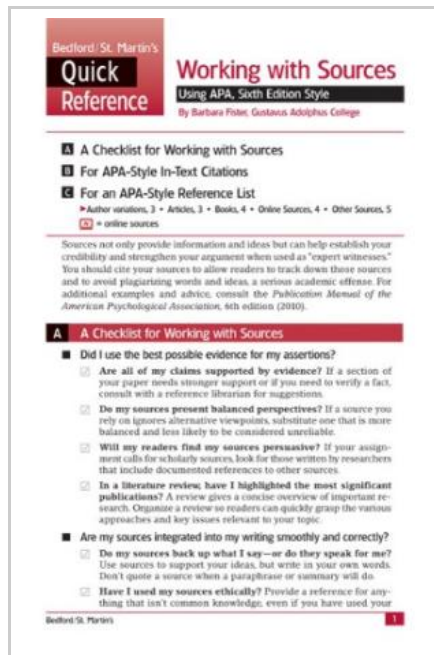 Bedford/St. Martin's
Quick
Reference
Working with Sources
Using APA, Sixth Edition Style
By Barbara Fister, Gustavus Adolphus College
A A Checklist for Working with Sources
B For APA-Style In-Text Citations
C For an APA-Style Reference List
▶Author variations, 3 • Articles, 3 • Books, 4 • Online Sources, 4 • Other Sources, 5
= online sources
Sources not only provide information and ideas but can help establish your
credibility and strengthen your argument when used as "expert witnesses."
You should cite your sources to allow readers to track down those sources
and to avoid plagiarizing words and ideas, a serious academic offense. For
additional examples and advice, consult the Publication Manual of the
American Psychological Association, 6th edition (2010).
A A Checklist for Working with Sources
■ Did I use the best possible evidence for my assertions?
☑ Are all of my claims supported by evidence? If a section of
your paper needs stronger support or if you need to verify a fact,
consult with a reference librarian for suggestions.
☑ Do my sources present balanced perspectives? If a source you
rely on ignores alternative viewpoints, substitute one that is more
balanced and less likely to be considered unreliable.
☑ Will my readers find my sources persuasive? If your assign-
ment calls for scholarly sources, look for those written by researchers
that include documented references to other sources.
☑ In a literature review, have I highlighted the most significant
publications? A review gives a concise overview of important re-
search. Organize a review so readers can quickly grasp the various
approaches and key issues relevant to your topic.
■ Are my sources integrated into my writing smoothly and correctly?
☑ Do my sources back up what I say—or do they speak for me?
Use sources to support your ideas, but write in your own words.
Don't quote a source when a paraphrase or summary will do.
☑ Have I used my sources ethically? Provide a reference for any-
thing that isn't common knowledge, even if you have used your
Bedford/St. Martin's
1